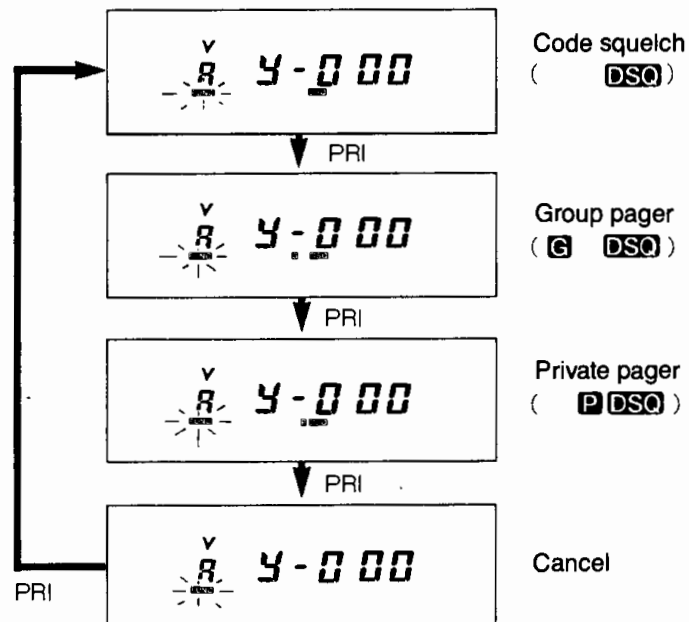 V
A Y-000
Code squelch
( DSQ )
PRI
V
A Y-000
Group pager
( G DSQ )
PRI
V
A Y-000
Private pager
( P DSQ )
PRI
V
A Y-000
Cancel
PRI